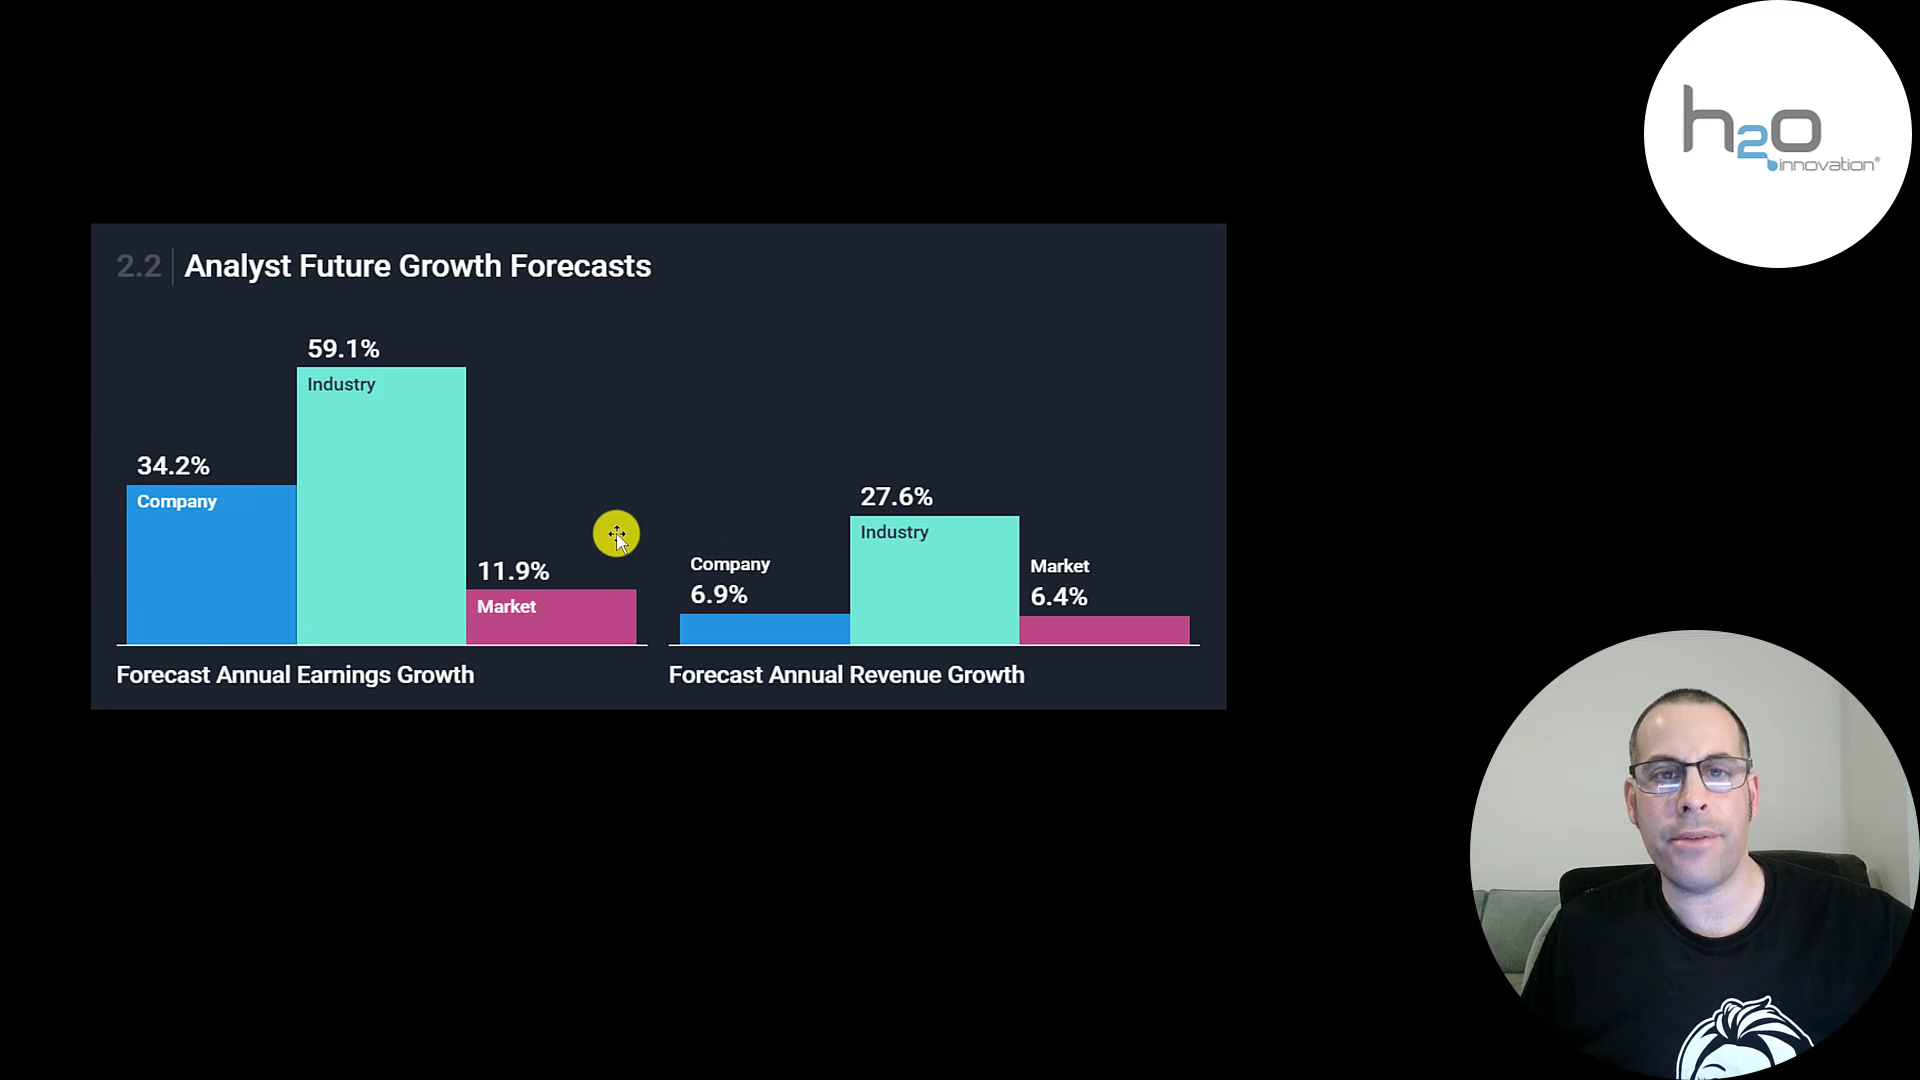 h2o
innovation®
2.2 Analyst Future Growth Forecasts
59.1%
Industry
34.2%
Company
11.9%
Market
Forecast Annual Earnings Growth
27.6%
Industry
Company
6.9%
Market
6.4%
Forecast Annual Revenue Growth